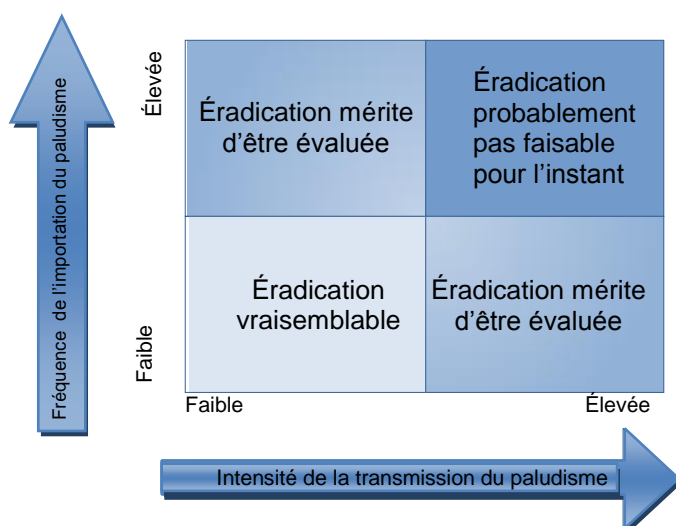 Fréquence de l'importation du paludisme
Élevée
Faible
Éradication mérite
d'être évaluée
Éradication
probablement
pas faisable
pour l'instant
Éradication
vraisemblable
Éradication mérite
d'être évaluée
Faible
Élevée
Intensité de la transmission du paludisme